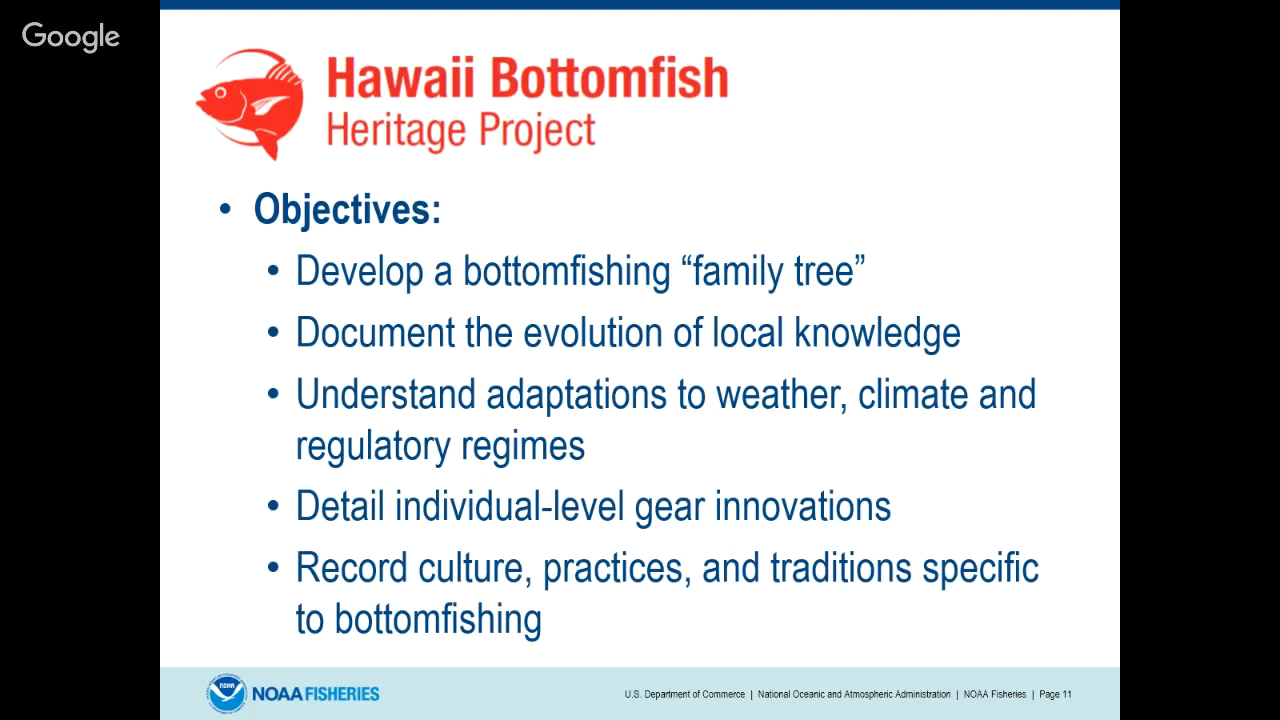 Google
Hawaii Bottomfish
Heritage Project
• Objectives:
• Develop a bottomfishing “family tree”
• Document the evolution of local knowledge
• Understand adaptations to weather, climate and
regulatory regimes
• Detail individual-level gear innovations
• Record culture, practices, and traditions specific
to bottomfishing
NOAA
NOAA FISHERIES
U.S. Department of Commerce | National Oceanic and Atmospheric Administration | NOAA Fisheries | Page 11